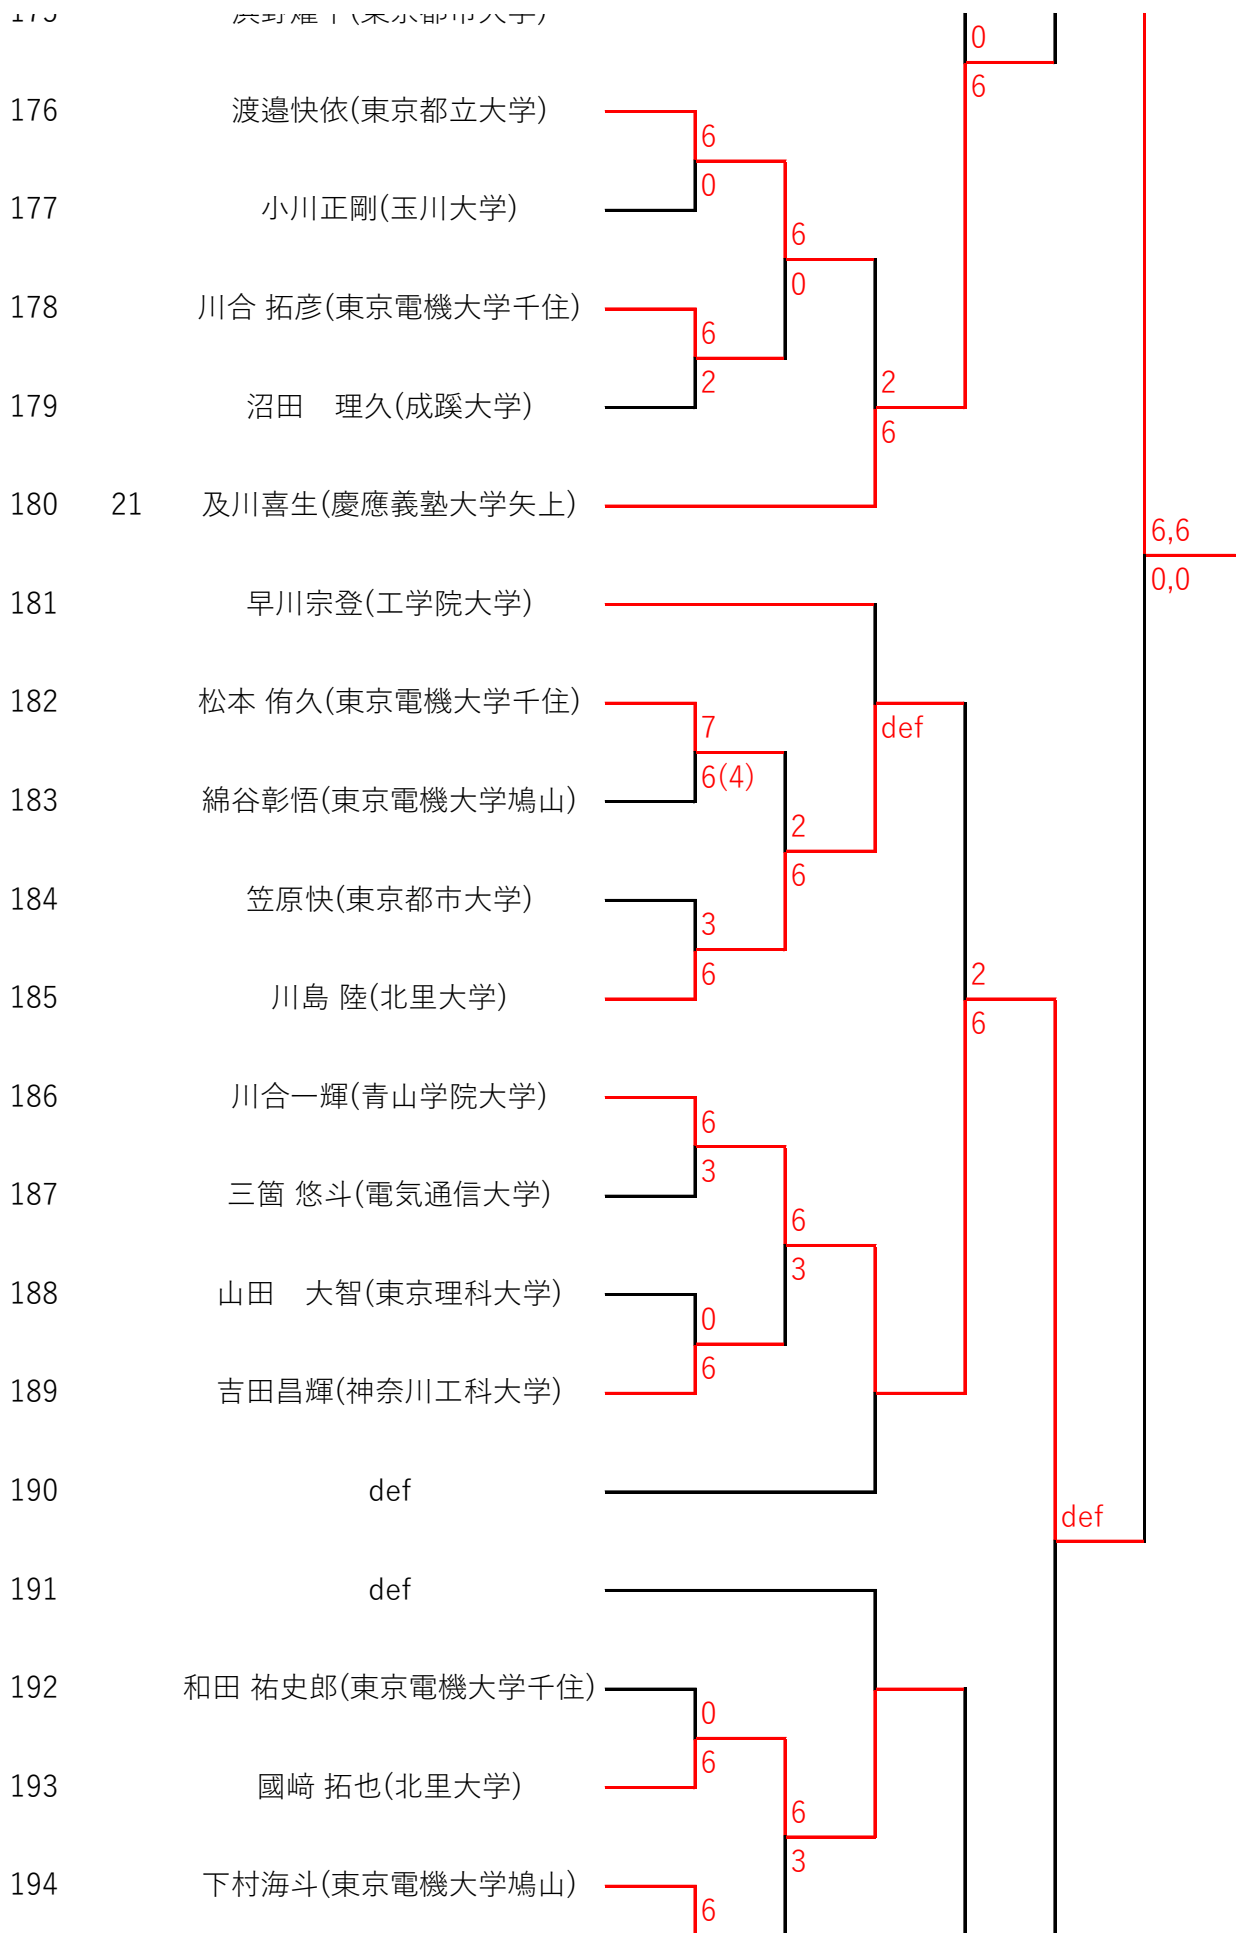 0
6
176 渡邉快依(東京都立大学)
6
0
177 小川正剛(玉川大学)
6
0
178 川合 拓彦(東京電機大学千住)
6
2
2
179 沼田　理久(成蹊大学)
6
180 21 及川喜生(慶應義塾大学矢上)
6,6
0,0
181 早川宗登(工学院大学)
182 松本 侑久(東京電機大学千住)
7
def
6(4)
183 綿谷彰悟(東京電機大学鳩山)
2
6
184 笠原快(東京都市大学)
3
6
2
185 川島 陸(北里大学)
6
186 川合一輝(青山学院大学)
6
3
187 三箇 悠斗(電気通信大学)
6
3
188 山田　大智(東京理科大学)
0
6
189 吉田昌輝(神奈川工科大学)
190 def
def
191 def
192 和田 祐史郎(東京電機大学千住)
0
6
193 國﨑 拓也(北里大学)
6
3
194 下村海斗(東京電機大学鳩山)
6